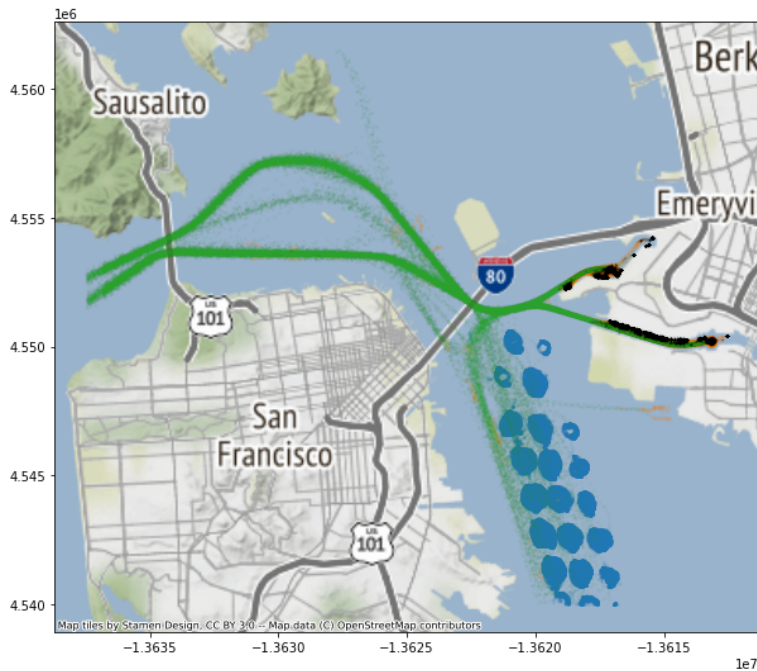 1e6
4.560
4.555
4.550
4.545
4.540
Sausalito
Berk
Emeryvi
80
US
101
San
Francisco
US
101
Map tiles by Stamen Design, CC BY 3.0 -- Map data (C) OpenStreetMap contributors
−1.3635
−1.3630
−1.3625
−1.3620
−1.3615
1e7